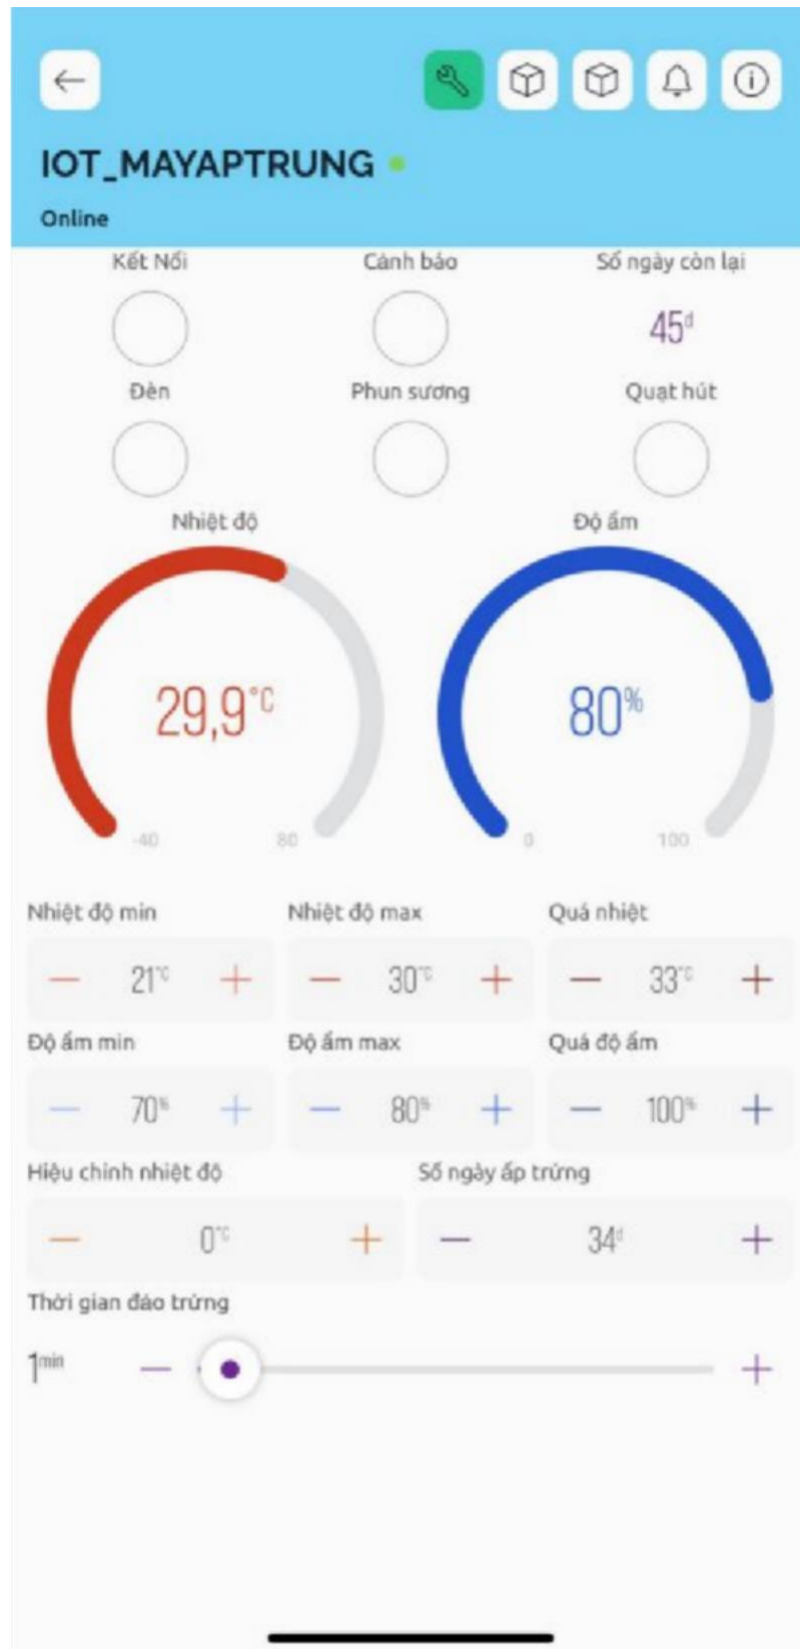 IOT_MAYAPTRUNG
Online
Kết Nối Cảnh báo Số ngày còn lại
45d
Đèn Phun sương Quạt hút
Nhiệt độ Độ ẩm
29,9°C 80%
-40 80 0 100
Nhiệt độ min Nhiệt độ max Quá nhiệt
— 21°C + — 30°C + — 33°C +
Độ ẩm min Độ ẩm max Quá độ ẩm
— 70% + — 80% + — 100% +
Hiệu chỉnh nhiệt độ Số ngày ấp trứng
— 0°C + — 34d +
Thời gian đảo trứng
1min — +